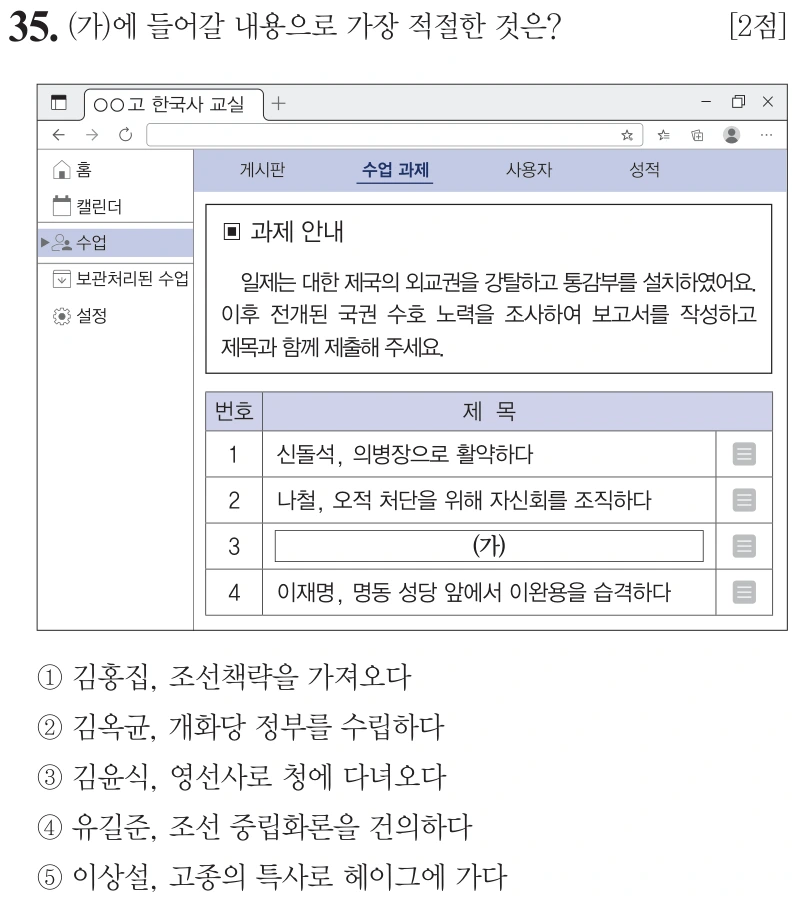 35. (가)에 들어갈 내용으로 가장 적절한 것은? [2점]
○○고 한국사 교실
홈
캘린더
수업
보관처리된 수업
설정
게시판 수업 과제 사용자 성적
▣ 과제 안내
일제는 대한 제국의 외교권을 강탈하고 통감부를 설치하였어요.
이후 전개된 국권 수호 노력을 조사하여 보고서를 작성하고
제목과 함께 제출해 주세요.
번호 제 목
1 신돌석, 의병장으로 활약하다
2 나철, 오적 처단을 위해 자신회를 조직하다
3 (가)
4 이재명, 명동 성당 앞에서 이완용을 습격하다
① 김홍집, 조선책략을 가져오다
② 김옥균, 개화당 정부를 수립하다
③ 김윤식, 영선사로 청에 다녀오다
④ 유길준, 조선 중립화론을 건의하다
⑤ 이상설, 고종의 특사로 헤이그에 가다